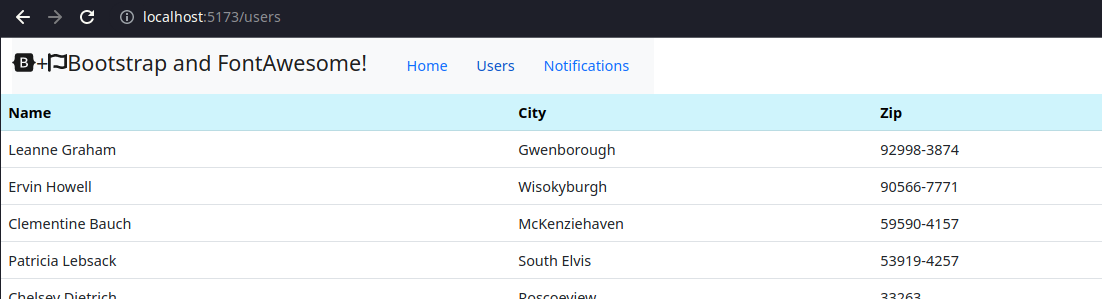 localhost:5173/users
B+Bootstrap and FontAwesome! Home Users Notifications
Name City Zip
Leanne Graham Gwenborough 92998-3874
Ervin Howell Wisokyburgh 90566-7771
Clementine Bauch McKenziehaven 59590-4157
Patricia Lebsack South Elvis 53919-4257
Chelsey Dietrich Roscoeview 33263